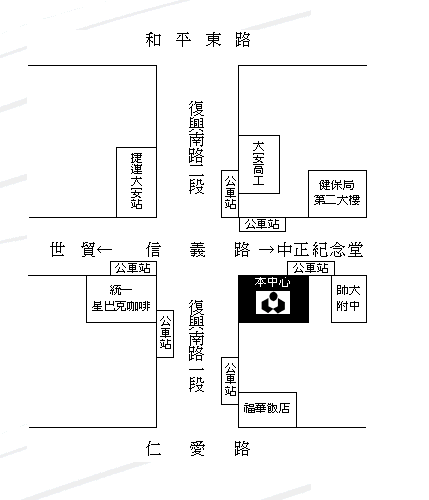 和平東路
復興南路二段
捷運大安站
大安高工
公車站
健保局
第二大樓
公車站
世貿← 信義路 →中正紀念堂
公車站
公車站
統一
星巴克咖啡
本中心
師大
附中
公車站
復興南路一段
公車站
福華飯店
仁愛路